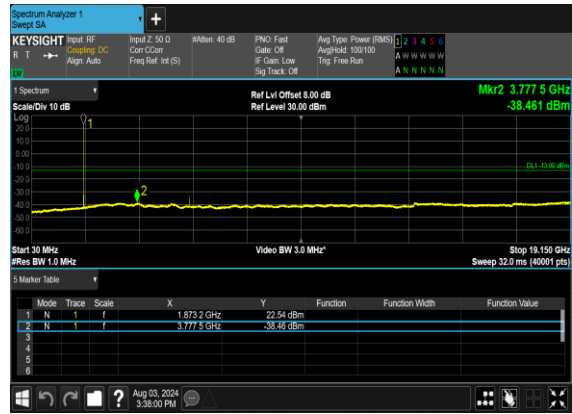 Spectrum Analyzer 1
Swept SA
KEYSIGHT Input: RF Input Z: 50 Ω #Atten: 40 dB PNO: Fast Avg Type: Power (RMS) 1 2 3 4 5 6
R T Coupling: DC Corr CCorr Gate: Off Avg|Hold: 100/100 A W W W W W
Align: Auto Freq Ref: Int (S) IF Gain: Low Trig: Free Run
Sig Track: Off A N N N N N
1 Spectrum Ref Lvl Offset 8.00 dB Mkr2 3.777 5 GHz
Scale/Div 10 dB Ref Level 30.00 dBm -38.461 dBm
Log
1
20.0
10.0
0.00
-10.0
DL1 -13.00 dBm
-20.0
-30.0
2
-40.0
-50.0
-60.0
Start 30 MHz Video BW 3.0 MHz* Stop 19.150 GHz
#Res BW 1.0 MHz Sweep 32.0 ms (40001 pts)
5 Marker Table
Mode Trace Scale X Y Function Function Width Function Value
1 N 1 f 1.873 2 GHz 22.54 dBm
2 N 1 f 3.777 5 GHz -38.46 dBm
3
4
5
6
? Aug 03, 2024
3:38:00 PM